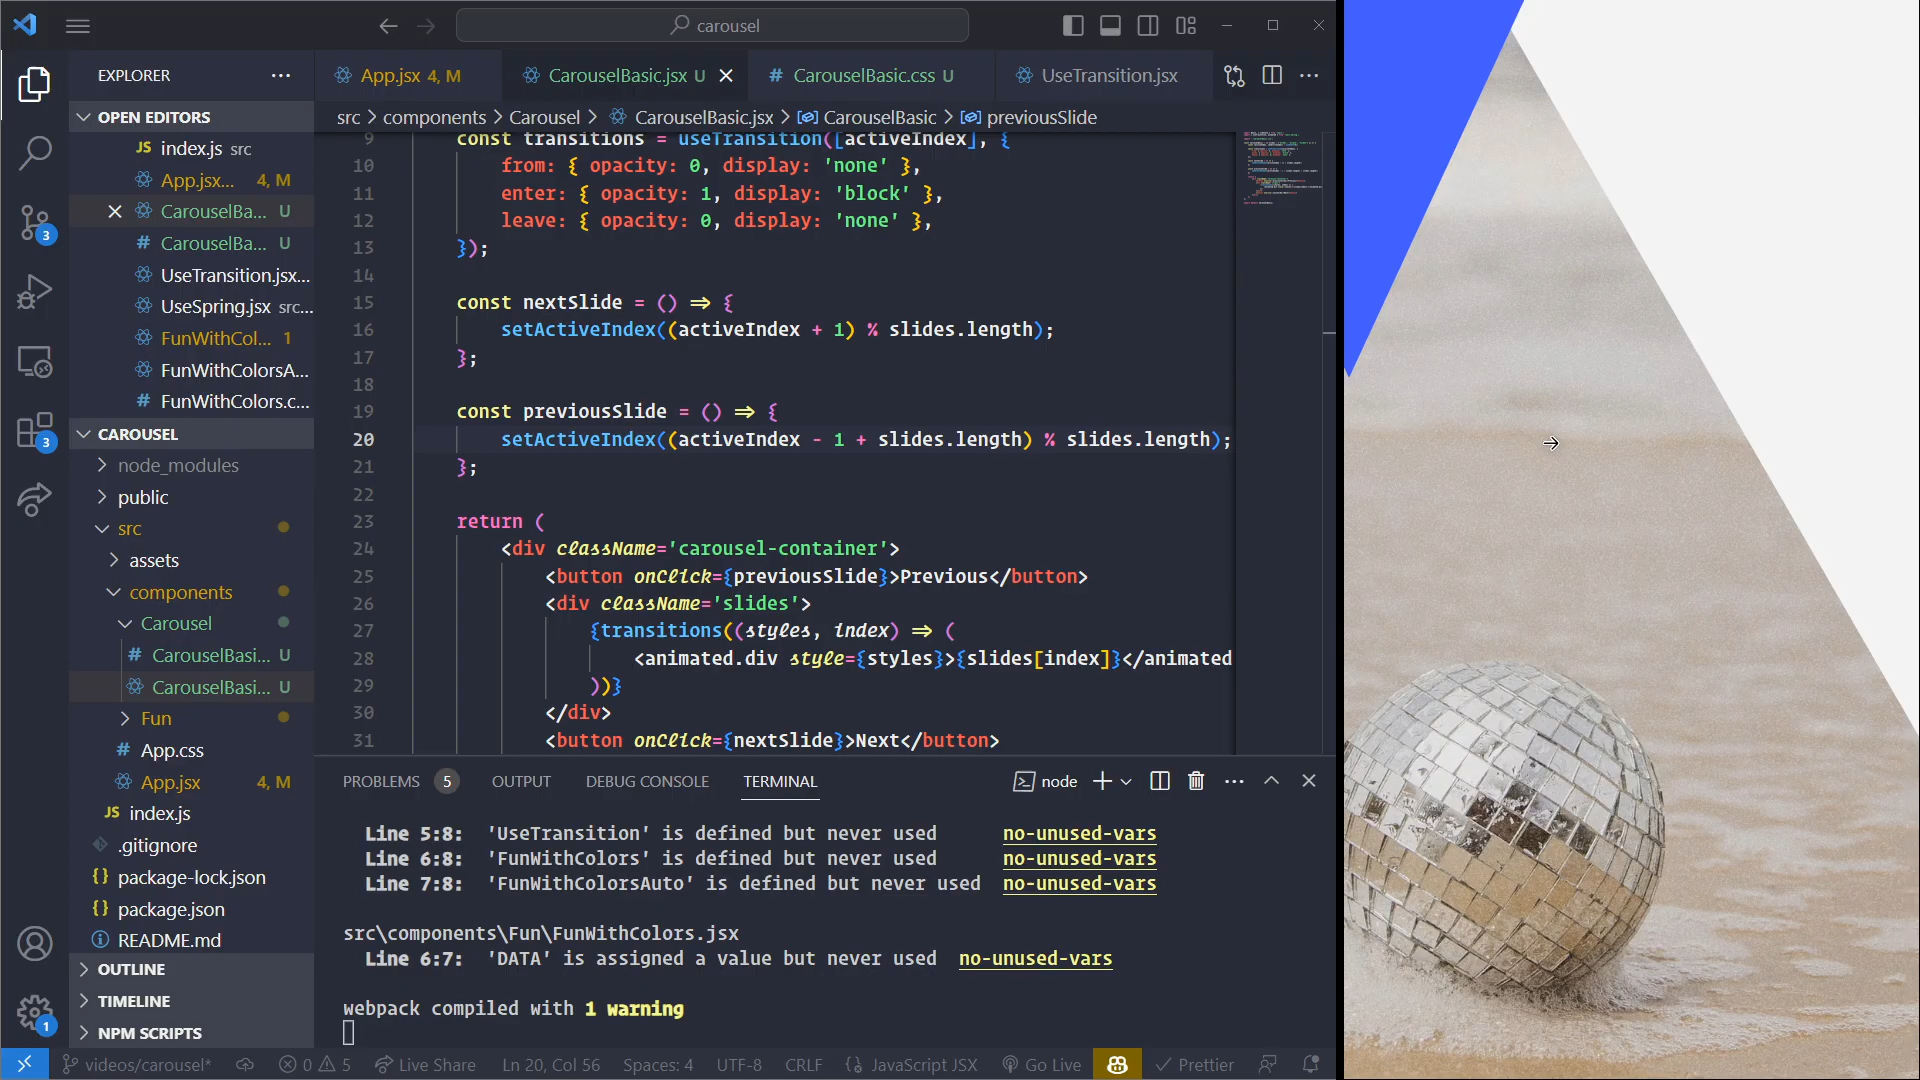 carousel
EXPLORER
App.jsx 4, M
CarouselBasic.jsx U
CarouselBasic.css U
UseTransition.jsx
OPEN EDITORS
index.js src
App.jsx... 4, M
CarouselBa... U
CarouselBa... U
UseTransition.jsx...
UseSpring.jsx src...
FunWithCol... 1
FunWithColorsA...
FunWithColors.c...
CAROUSEL
node_modules
public
src
assets
components
Carousel
CarouselBasi... U
CarouselBasi... U
Fun
App.css
App.jsx 4, M
index.js
.gitignore
package-lock.json
package.json
README.md
OUTLINE
TIMELINE
NPM SCRIPTS
3
3
1
src > components > Carousel > CarouselBasic.jsx > CarouselBasic > previousSlide
9 const transitions = useTransition([activeIndex], {
10 from: { opacity: 0, display: 'none' },
11 enter: { opacity: 1, display: 'block' },
12 leave: { opacity: 0, display: 'none' },
13 });
14
15 const nextSlide = () => {
16 setActiveIndex((activeIndex + 1) % slides.length);
17 };
18
19 const previousSlide = () => {
20 setActiveIndex((activeIndex - 1 + slides.length) % slides.length);
21 };
22
23 return (
24 <div className='carousel-container'>
25 <button onClick={previousSlide}>Previous</button>
26 <div className='slides'>
27 {transitions((styles, index) => (
28 <animated.div style={styles}>{slides[index]}</animated
29 ))}
30 </div>
31 <button onClick={nextSlide}>Next</button>
PROBLEMS 5 OUTPUT DEBUG CONSOLE TERMINAL
node
Line 5:8: 'UseTransition' is defined but never used no-unused-vars
Line 6:8: 'FunWithColors' is defined but never used no-unused-vars
Line 7:8: 'FunWithColorsAuto' is defined but never used no-unused-vars
src\components\Fun\FunWithColors.jsx
Line 6:7: 'DATA' is assigned a value but never used no-unused-vars
webpack compiled with 1 warning
videos/carousel* 0 5 Live Share Ln 20, Col 56 Spaces: 4 UTF-8 CRLF {} JavaScript JSX Go Live Prettier